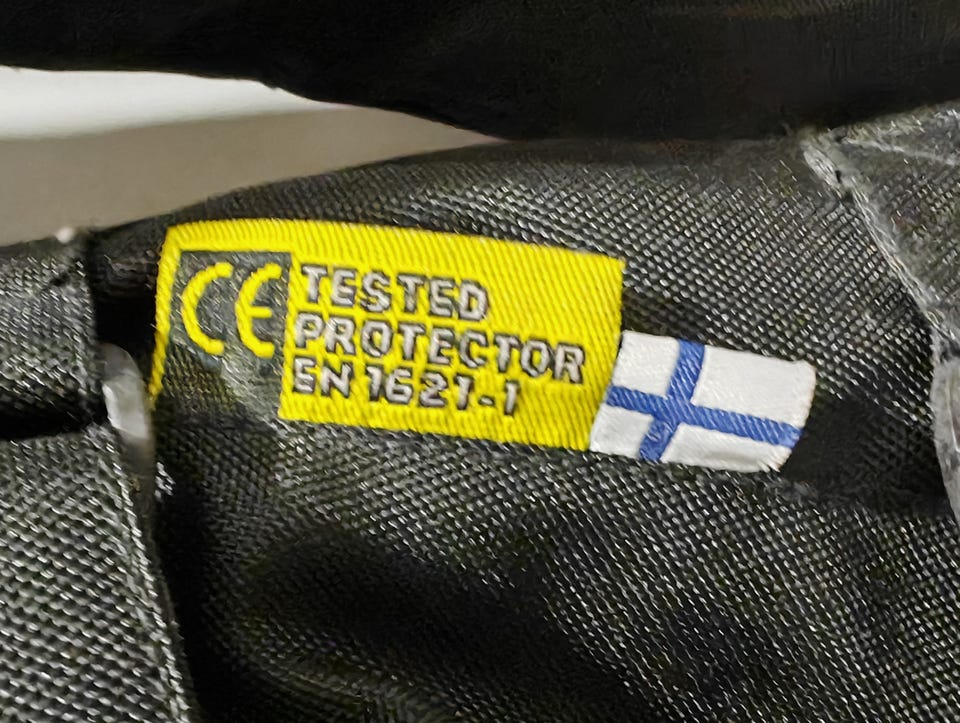 CE
TESTED
PROTECTOR
EN 1621-1